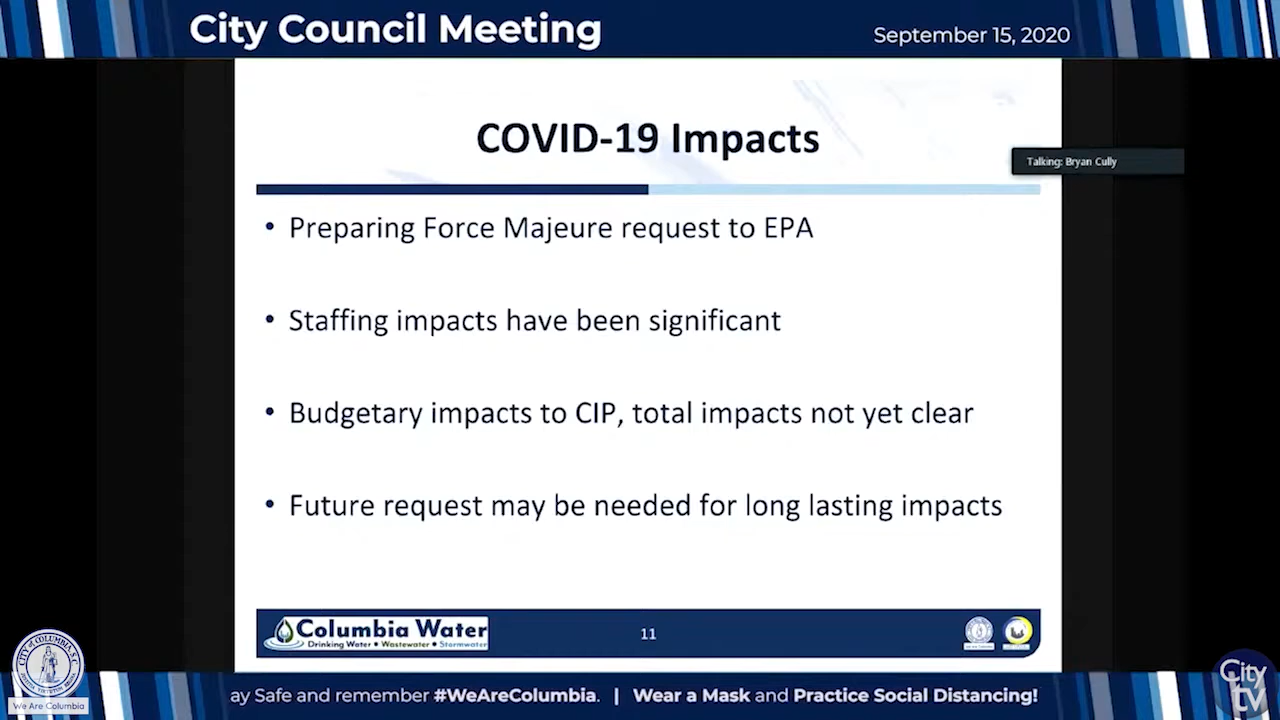 City Council Meeting
September 15, 2020
COVID-19 Impacts
Talking: Bryan Cully
• Preparing Force Majeure request to EPA
• Staffing impacts have been significant
• Budgetary impacts to CIP, total impacts not yet clear
• Future request may be needed for long lasting impacts
Columbia Water
Drinking Water • Wastewater • Stormwater
11
We Are Columbia
ay Safe and remember #WeAreColumbia. | Wear a Mask and Practice Social Distancing!
City
tv